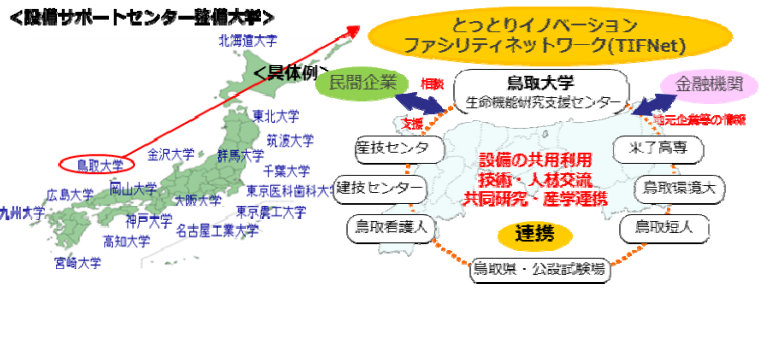 <設備サポートセンター整備大学>
北海道大学
東北大学
筑波大学
金沢大学
群馬大学
千葉大学
鳥取大学
岡山大学
広島大学
大阪大学
東京医科歯科大学
九州大学
神戸大学
東京農工大学
名古屋工業大学
高知大学
宮崎大学
<具体例>
とっとりイノベーション
ファシリティネットワーク(TIFNet)
民間企業
相談
鳥取大学
生命機能研究支援センター
金融機関
支援
地元企業等の情報
産技センタ
米子高専
設備の共用利用
技術・人材交流
共同研究・産学連携
建技センター
鳥取環境大
鳥取看護大
連携
鳥取短大
鳥取県・公設試験場